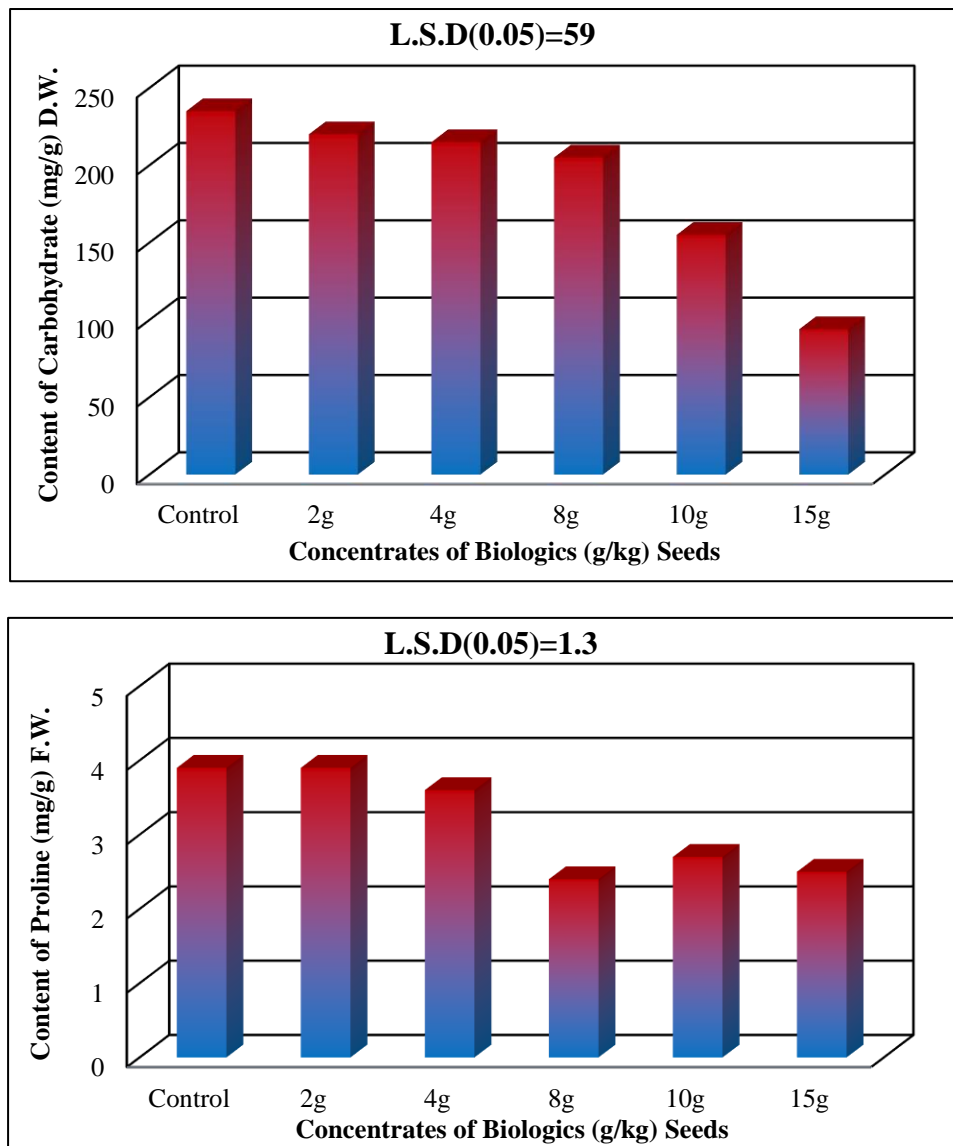 L.S.D(0.05)=59
Content of Carbohydrate (mg/g) D.W.
250
200
150
100
50
0
Control 2g 4g 8g 10g 15g
Concentrates of Biologics (g/kg) Seeds
L.S.D(0.05)=1.3
Content of Proline (mg/g) F.W.
5
4
3
2
1
0
Control 2g 4g 8g 10g 15g
Concentrates of Biologics (g/kg) Seeds